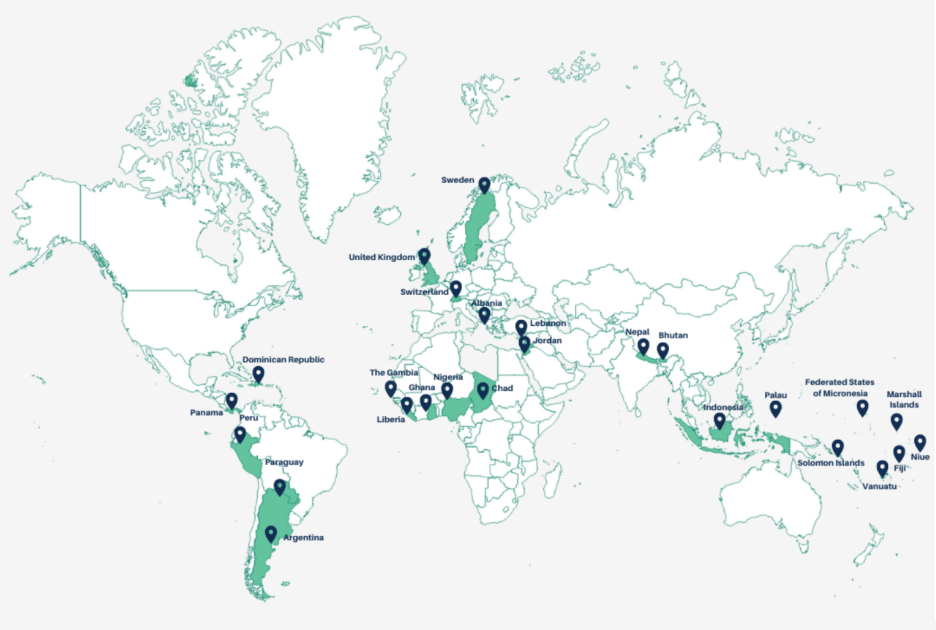 Sweden
United Kingdom
Switzerland
Albania
Lebanon
Jordan
Nepal
Bhutan
Dominican Republic
The Gambia
Nigeria
Ghana
Chad
Liberia
Panama
Peru
Paraguay
Argentina
Indonesia
Palau
Federated States
of Micronesia
Marshall
Islands
Solomon Islands
Fiji
Niue
Vanuatu